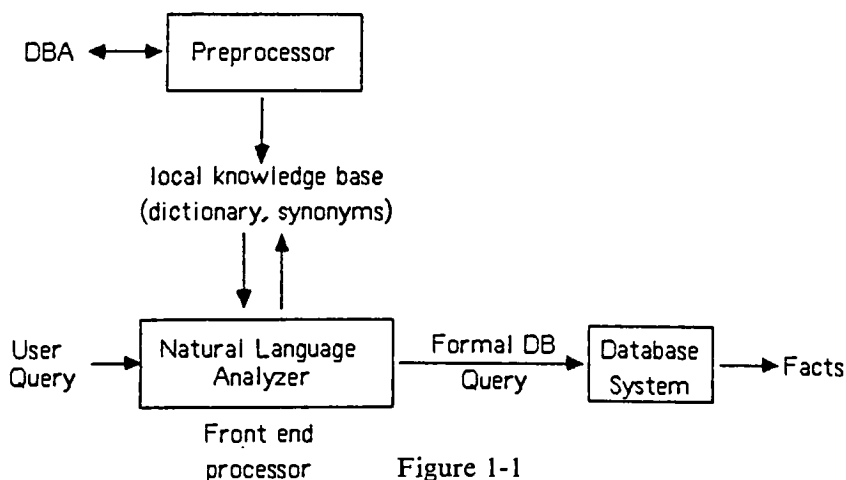 DBA
Preprocessor
local knowledge base
(dictionary, synonyms)
User
Query
Natural Language
Analyzer
Formal DB
Query
Database
System
Facts
Front end
processor
Figure 1-1